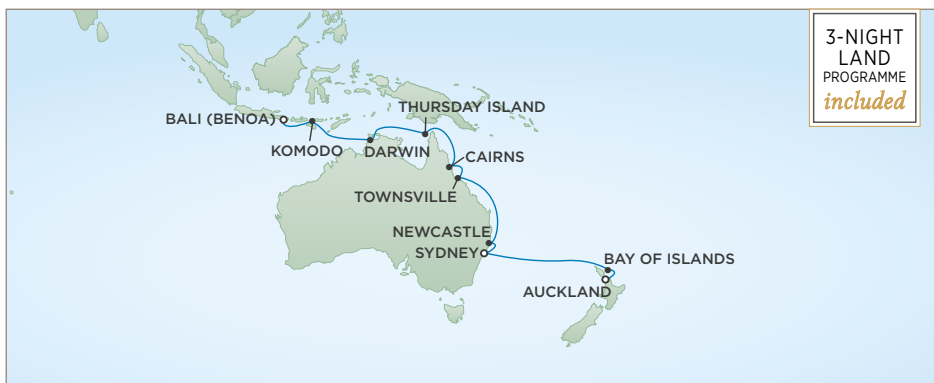 3-NIGHT
LAND
PROGRAMME
included
THURSDAY ISLAND
BALI (BENOA)
KOMODO
DARWIN
CAIRNS
TOWNSVILLE
NEWCASTLE
SYDNEY
BAY OF ISLANDS
AUCKLAND